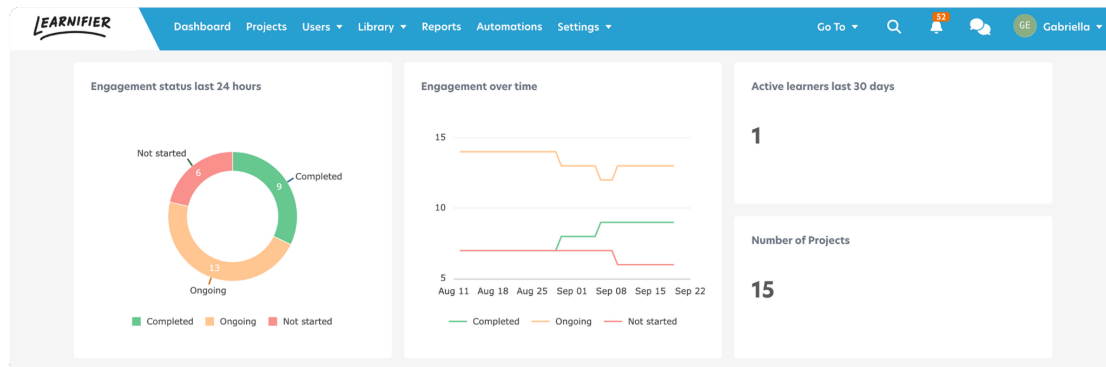 LEARNIFIER
Dashboard Projects Users Library Reports Automations Settings Go To 52 GE Gabriella
Engagement status last 24 hours
Not started
6
Completed
9
13
Ongoing
Completed Ongoing Not started
Engagement over time
15
10
5
Aug 11 Aug 18 Aug 25 Sep 01 Sep 08 Sep 15 Sep 22
Completed Ongoing Not started
Active learners last 30 days
1
Number of Projects
15